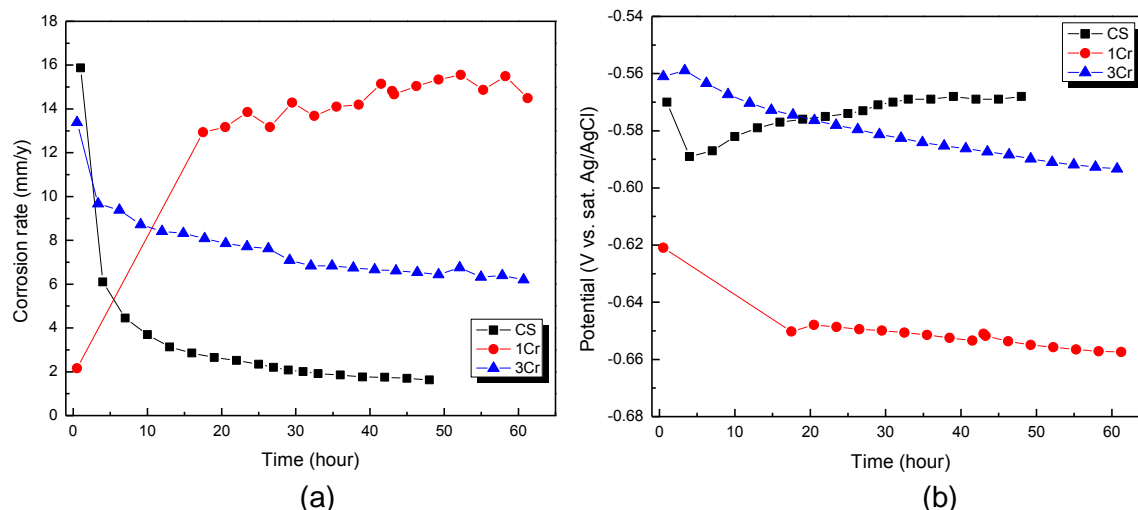 18
16
14
12
10
8
6
4
2
0
Corrosion rate (mm/y)
CS
1Cr
3Cr
0 10 20 30 40 50 60
Time (hour)
(a)
-0.54
-0.56
-0.58
-0.60
-0.62
-0.64
-0.66
-0.68
Potential (V vs. sat. Ag/AgCl)
CS
1Cr
3Cr
0 10 20 30 40 50 60
Time (hour)
(b)